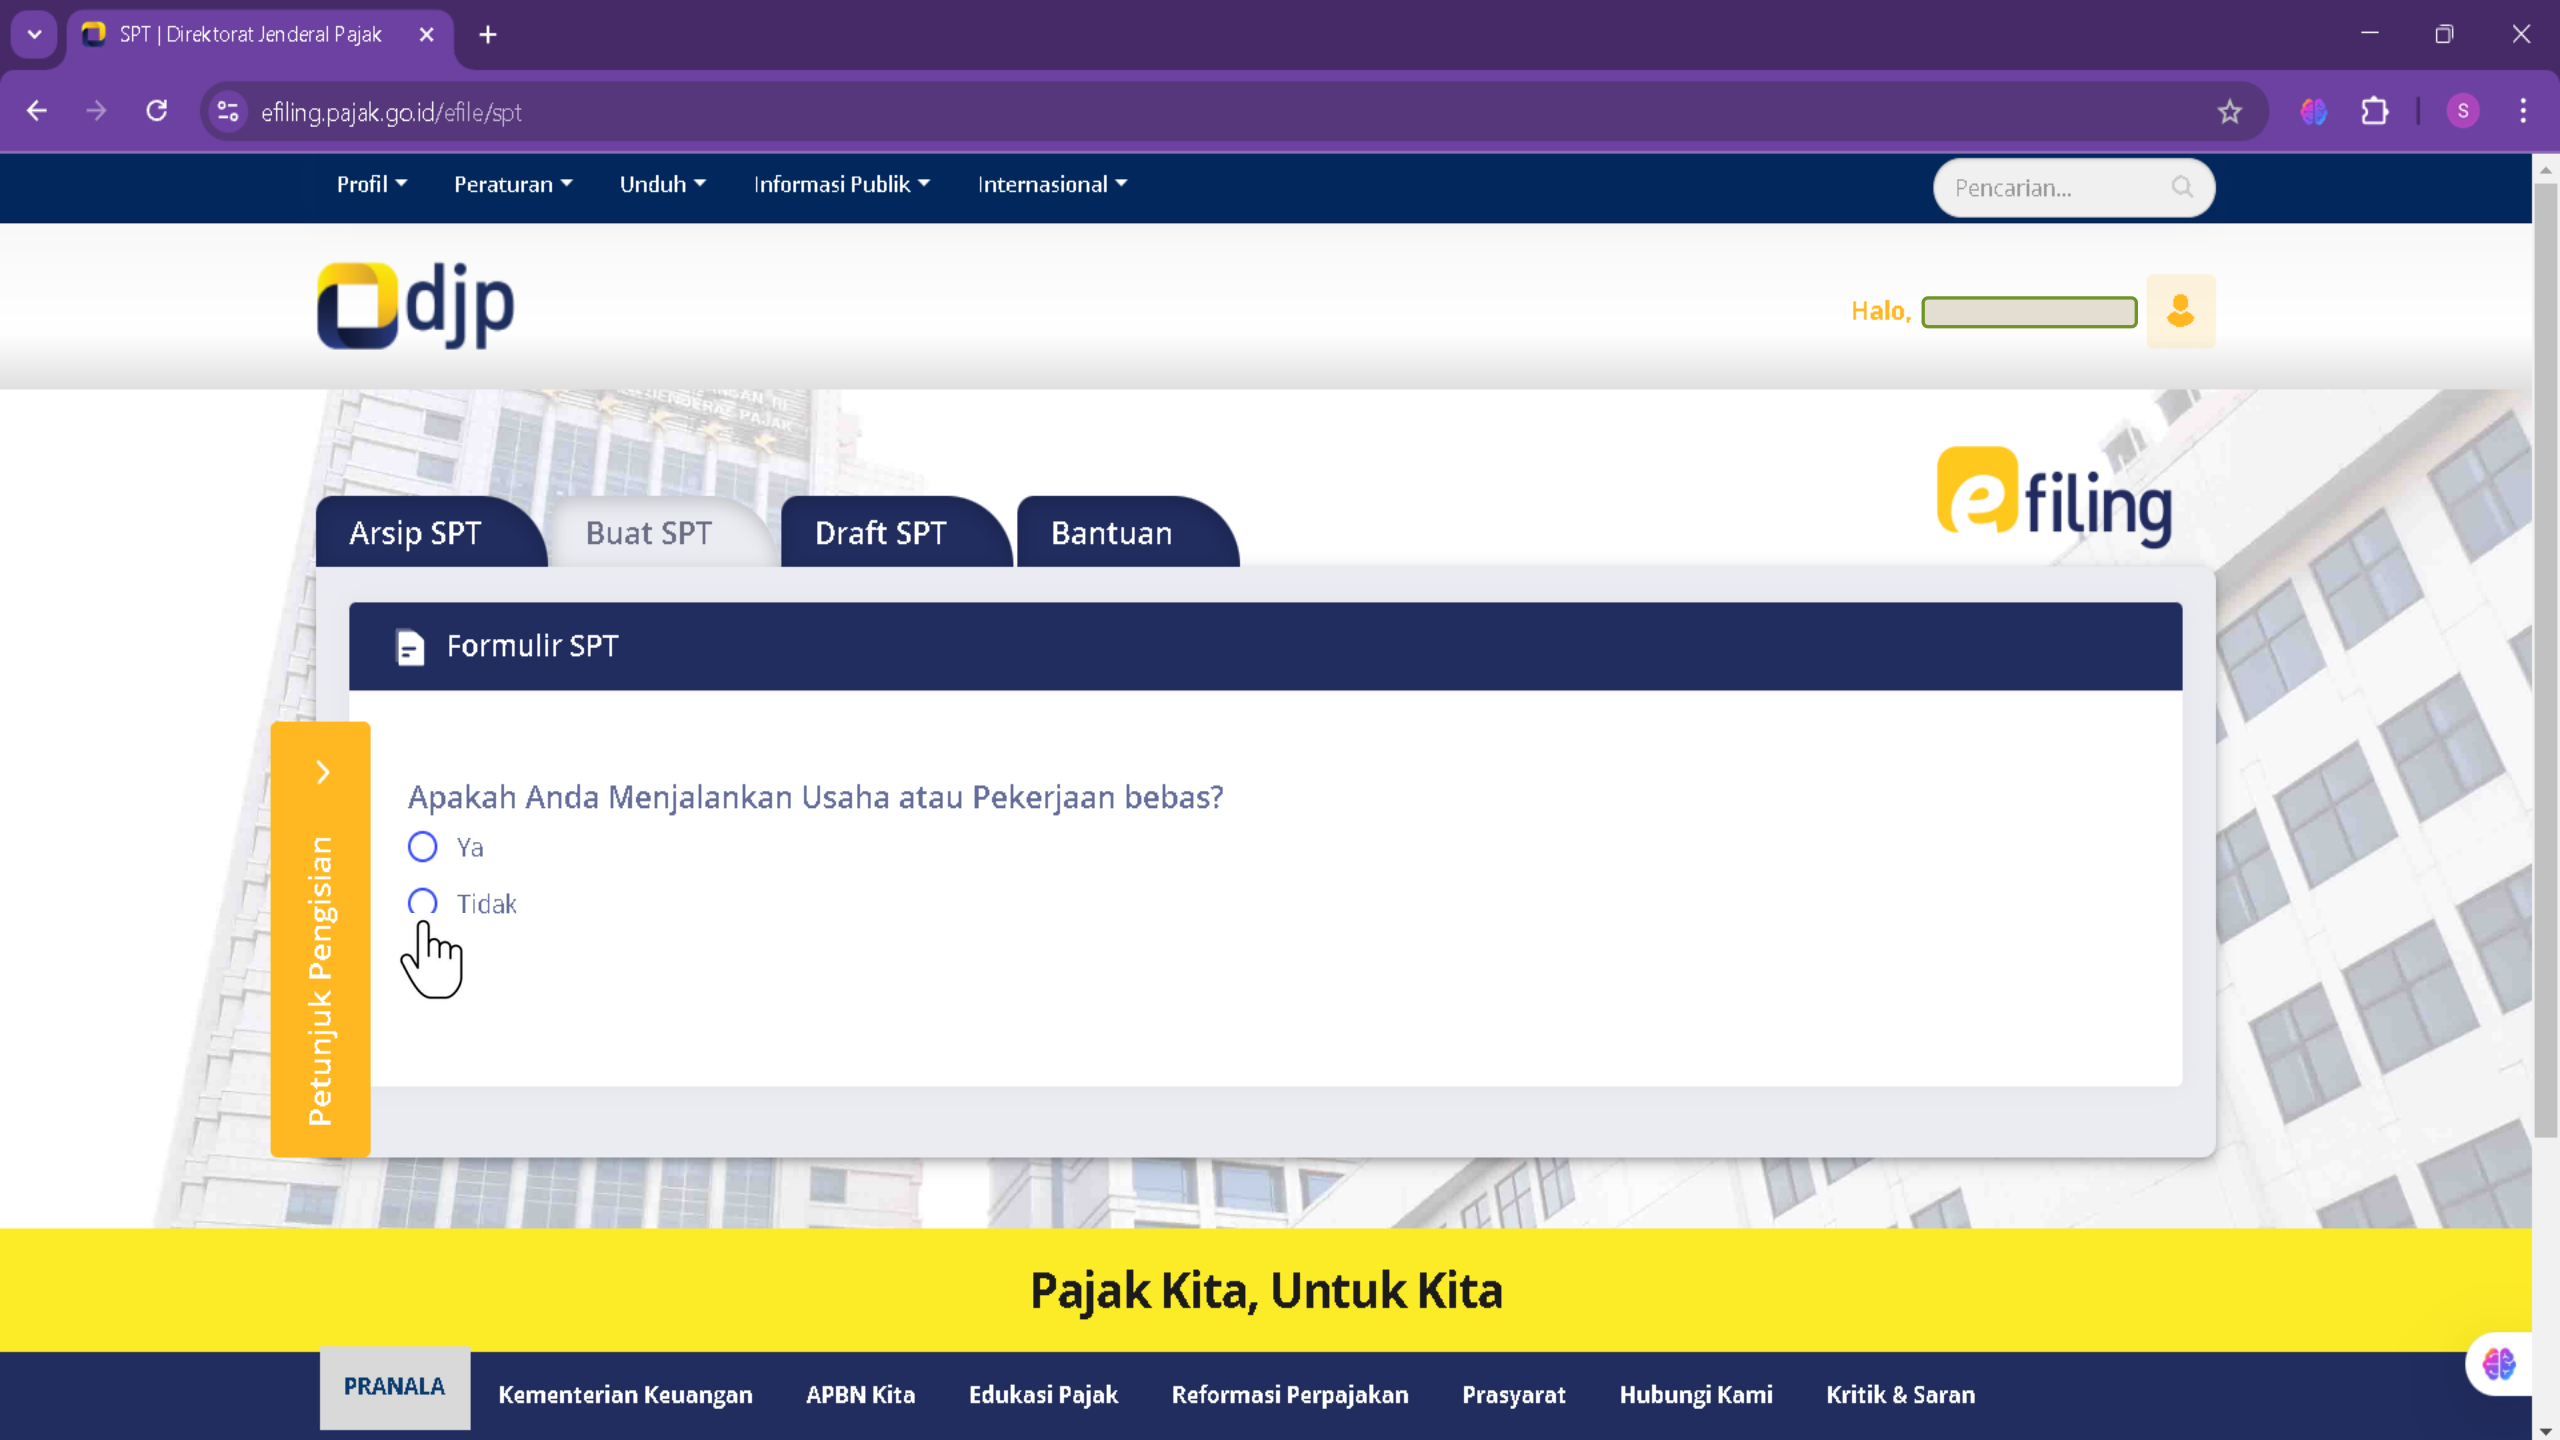 SPT | Direktorat Jenderal Pajak
efiling.pajak.go.id/efile/spt
S
Profil Peraturan Unduh Informasi Publik Internasional
Pencarian...
djp
Halo,
JENDERAL PAJAK
efiling
Arsip SPT Buat SPT Draft SPT Bantuan
Formulir SPT
Petunjuk Pengisian
Apakah Anda Menjalankan Usaha atau Pekerjaan bebas?
Ya
Tidak
Pajak Kita, Untuk Kita
PRANALA Kementerian Keuangan APBN Kita Edukasi Pajak Reformasi Perpajakan Prasyarat Hubungi Kami Kritik & Saran